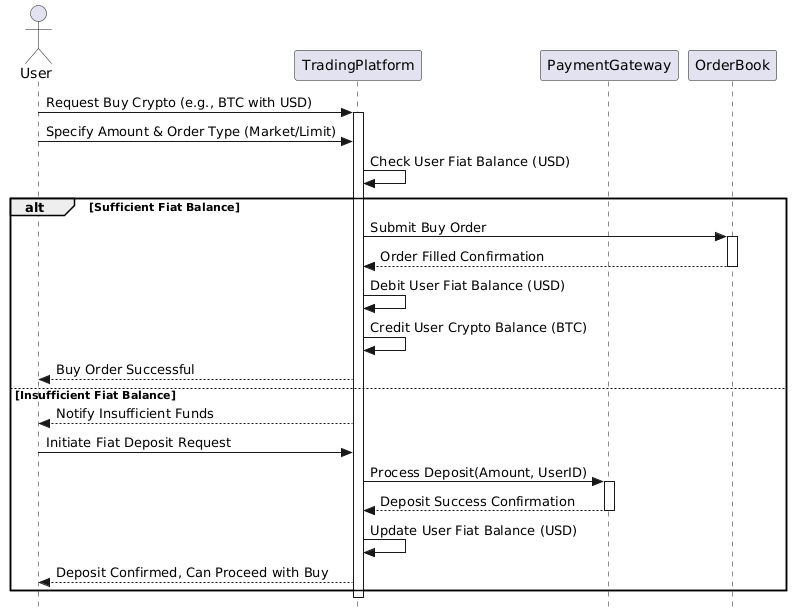 User
TradingPlatform
PaymentGateway
OrderBook
Request Buy Crypto (e.g., BTC with USD)
Specify Amount & Order Type (Market/Limit)
Check User Fiat Balance (USD)
alt
[Sufficient Fiat Balance]
Submit Buy Order
Order Filled Confirmation
Debit User Fiat Balance (USD)
Credit User Crypto Balance (BTC)
Buy Order Successful
[Insufficient Fiat Balance]
Notify Insufficient Funds
Initiate Fiat Deposit Request
Process Deposit(Amount, UserID)
Deposit Success Confirmation
Update User Fiat Balance (USD)
Deposit Confirmed, Can Proceed with Buy